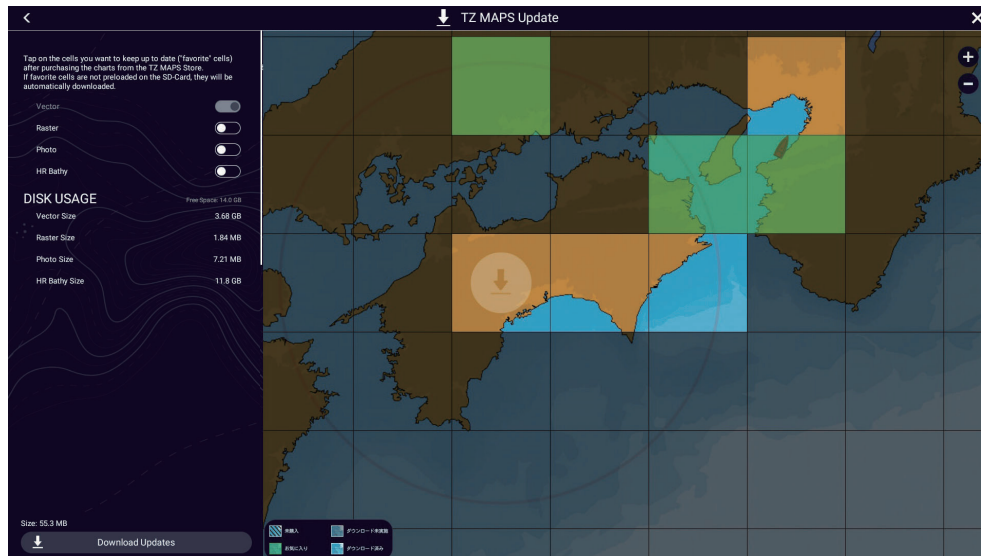 TZ MAPS Update
Tap on the cells you want to keep up to date ("favorite" cells)
after purchasing the charts from the TZ MAPS Store.
If favorite cells are not preloaded on the SD-Card, they will be
automatically downloaded.
Vector
Raster
Photo
HR Bathy
DISK USAGE
Free Space: 14.0 GB
Vector Size 3.68 GB
Raster Size 1.84 MB
Photo Size 7.21 MB
HR Bathy Size 11.8 GB
Size: 55.3 MB
Download Updates
未購入
ダウンロード未実施
お気に入り
ダウンロード済み